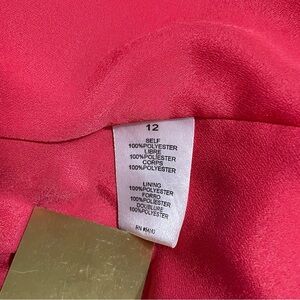 12
SELF
100%POLYESTER
LIBRE
100%POLYESTER
CORPS
100%POLYESTER
LINING
100%POLYESTER
FORRO
100%POLYESTER
DOUBLURE
100%POLYESTER
RN